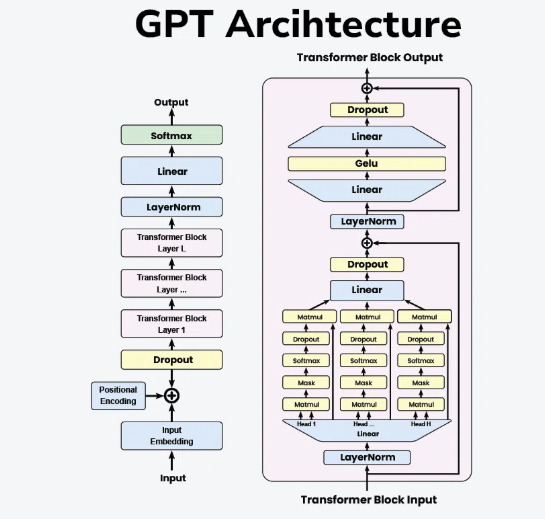 GPT Arcihtecture
Output
Softmax
Linear
LayerNorm
Transformer Block
Layer L
Transformer Block
Layer ...
Transformer Block
Layer 1
Dropout
Positional
Encoding
Input
Embedding
Input
Transformer Block Output
Dropout
Linear
Gelu
Linear
LayerNorm
Dropout
Linear
Matmul Matmul Matmul
Dropout Dropout Dropout
Softmax Softmax Softmax
Mask Mask Mask
Matmul Matmul Matmul
Head 1 Head ... Head H
Linear
LayerNorm
Transformer Block Input